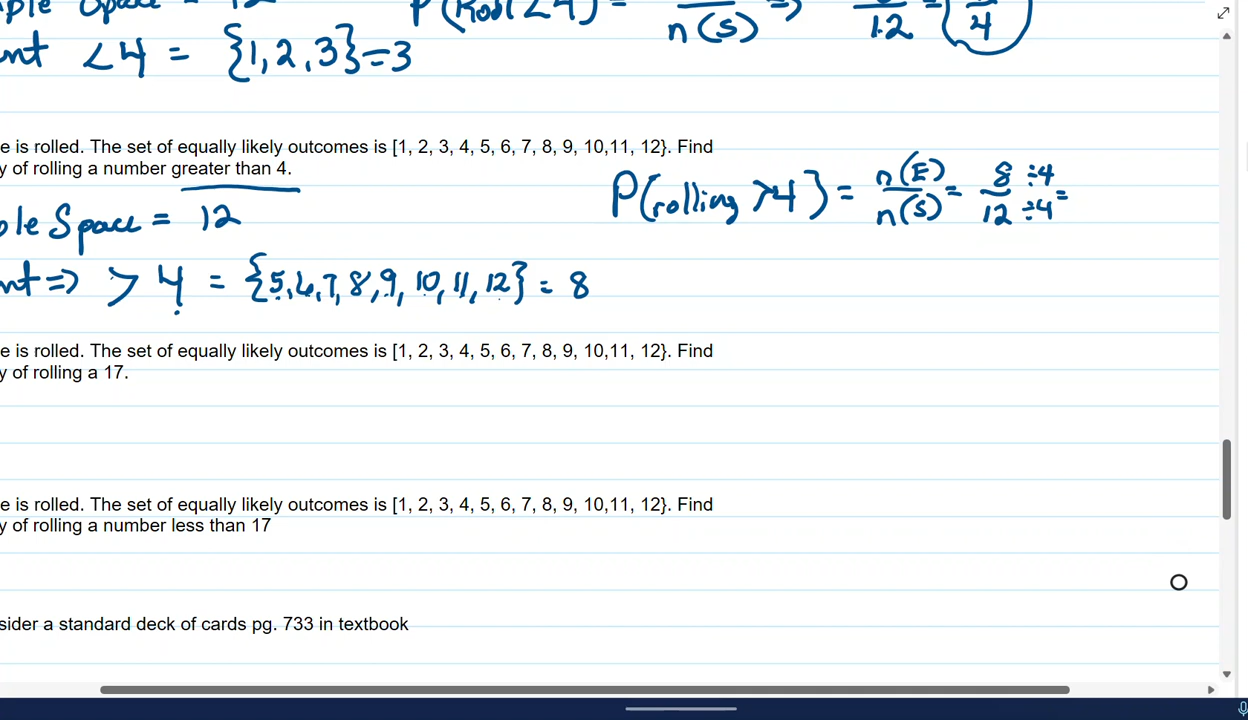 ple Space = 12 P(Roll < 4) = n(S) => 12 = 4
nt < 4 = {1, 2, 3} = 3
e is rolled. The set of equally likely outcomes is [1, 2, 3, 4, 5, 6, 7, 8, 9, 10,11, 12}. Find
y of rolling a number greater than 4.
P(rolling > 4) = n(E)/n(S) = 8 ÷4 / 12 ÷4 =
ple Space = 12
nt => > 4 = {5, 6, 7, 8, 9, 10, 11, 12} = 8
e is rolled. The set of equally likely outcomes is [1, 2, 3, 4, 5, 6, 7, 8, 9, 10,11, 12}. Find
y of rolling a 17.
e is rolled. The set of equally likely outcomes is [1, 2, 3, 4, 5, 6, 7, 8, 9, 10,11, 12}. Find
y of rolling a number less than 17
sider a standard deck of cards pg. 733 in textbook